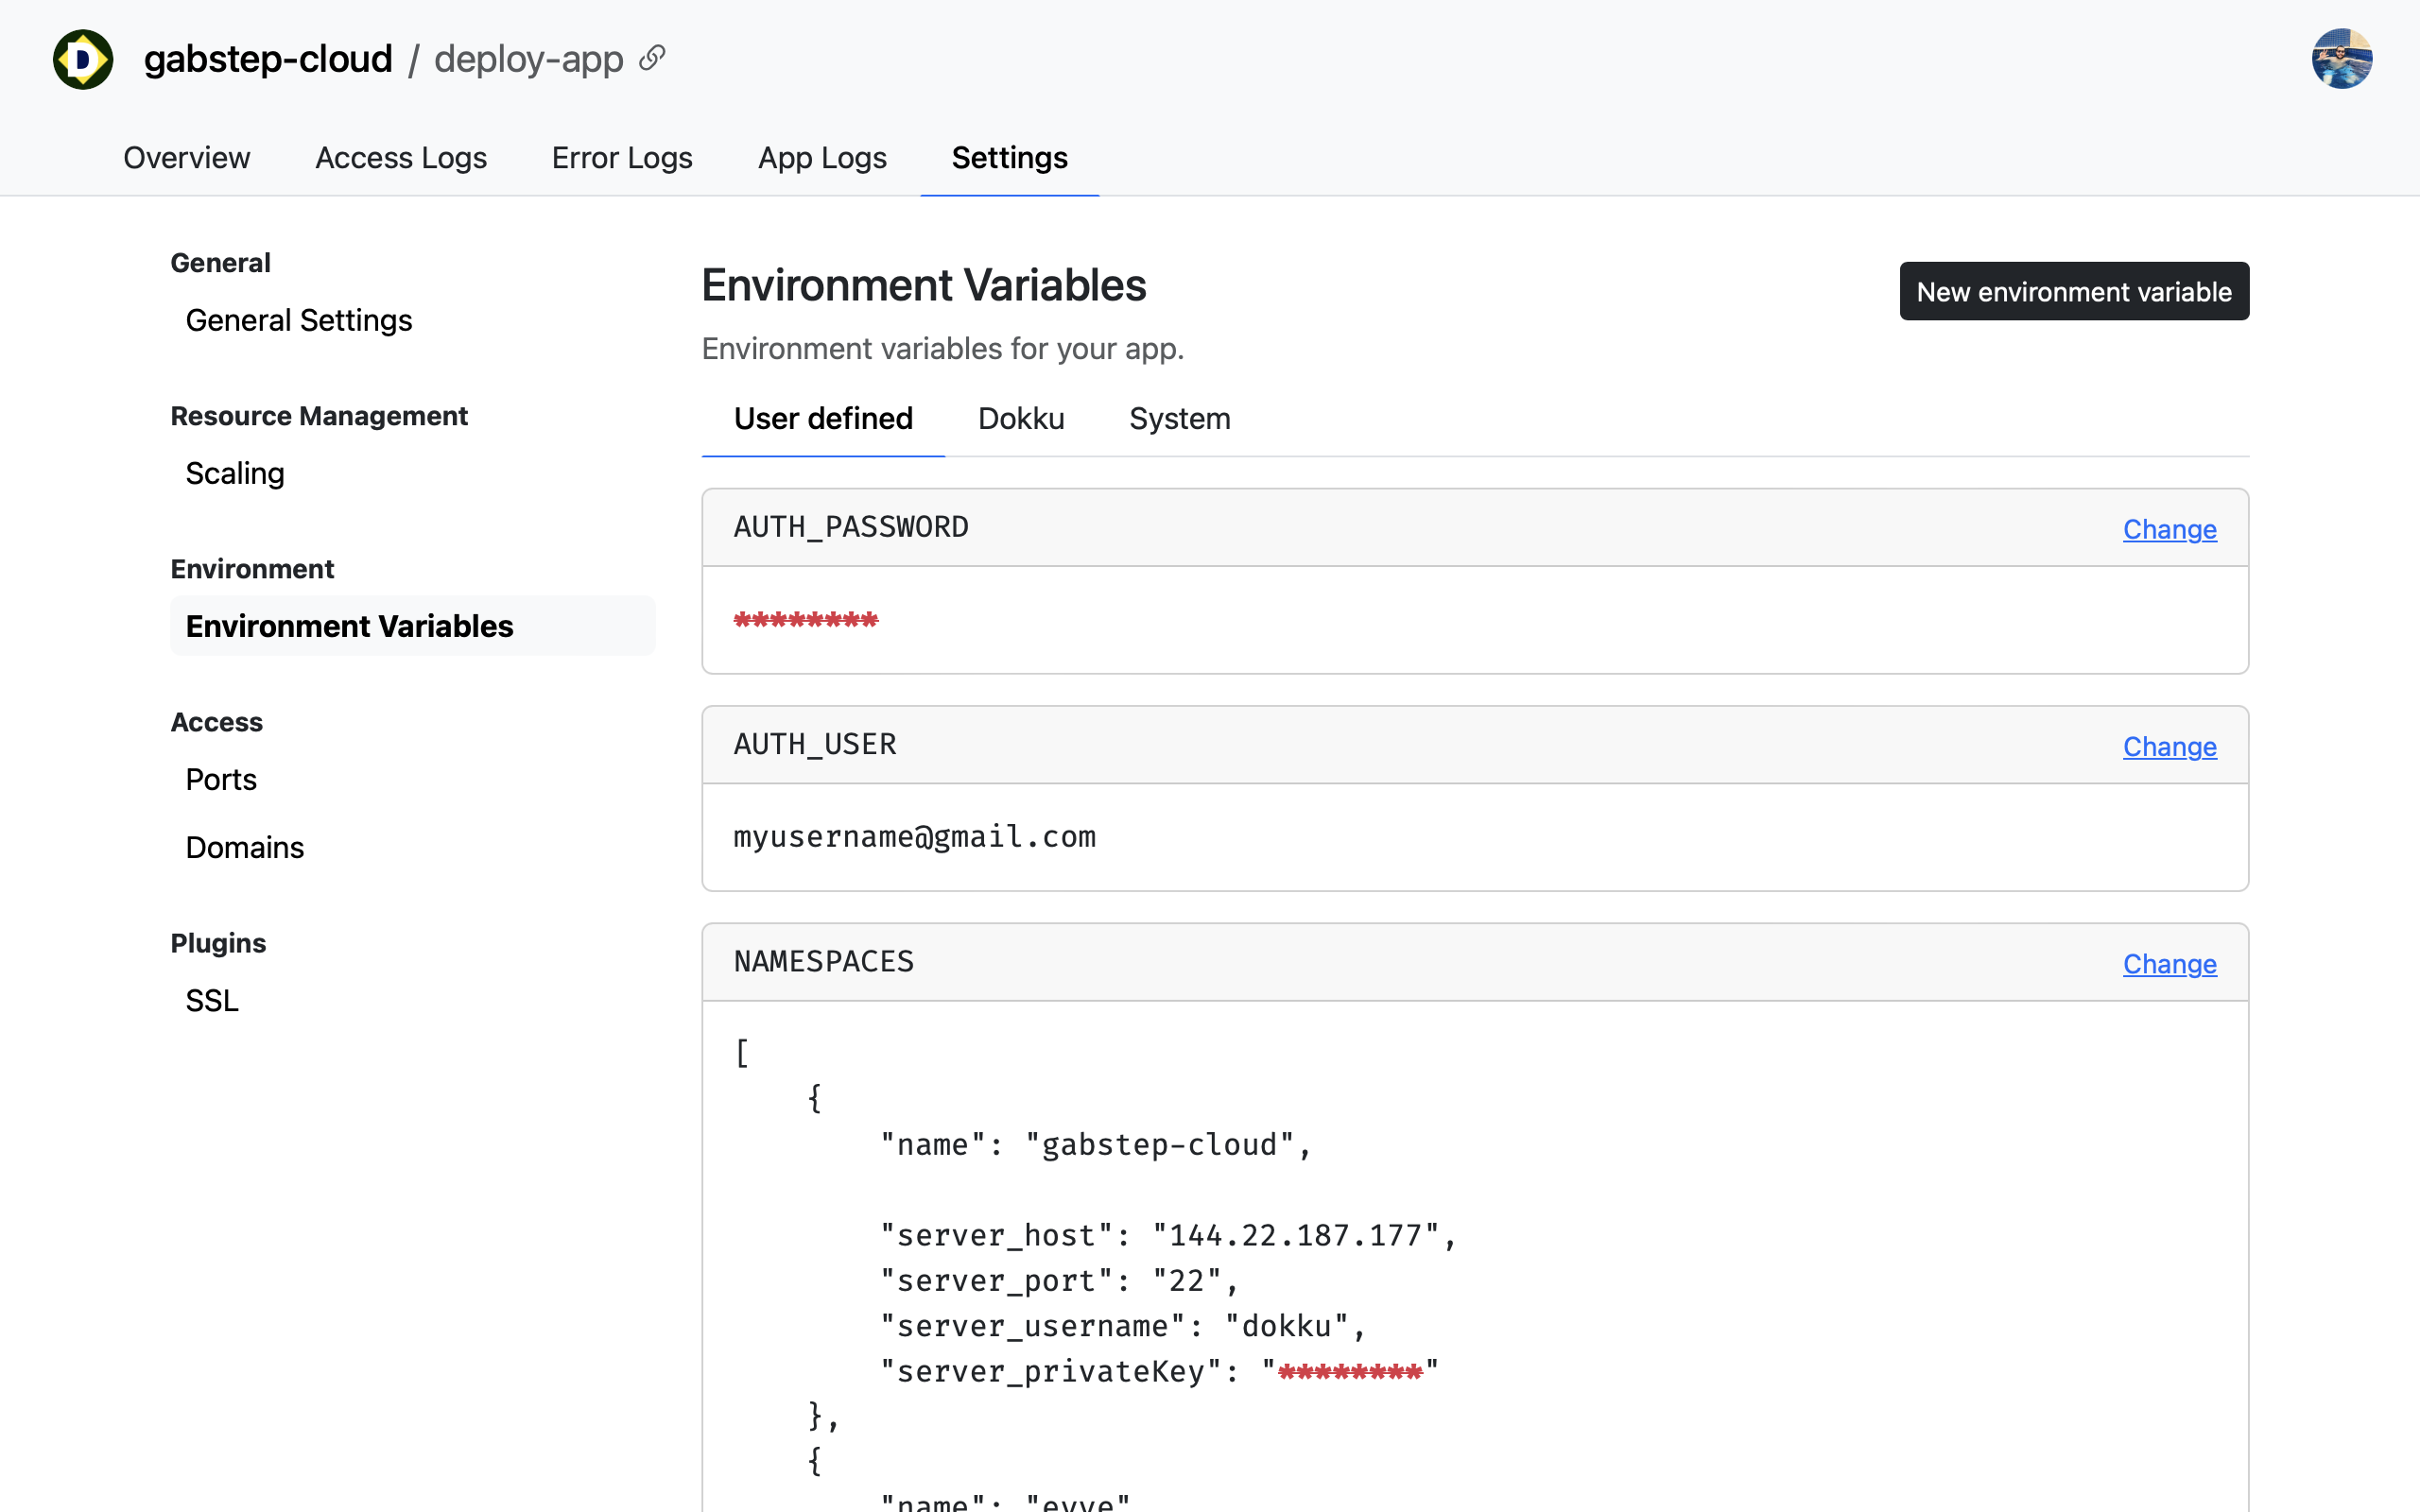 D
gabstep-cloud / deploy-app
Overview Access Logs Error Logs App Logs Settings
General
General Settings
Resource Management
Scaling
Environment
Environment Variables
Access
Ports
Domains
Plugins
SSL
Environment Variables
New environment variable
Environment variables for your app.
User defined Dokku System
AUTH_PASSWORD Change
********
AUTH_USER Change
myusername@gmail.com
NAMESPACES Change
[
{
"name": "gabstep-cloud",
"server_host": "144.22.187.177",
"server_port": "22",
"server_username": "dokku",
"server_privateKey": "********"
},
{
"name": "evve"